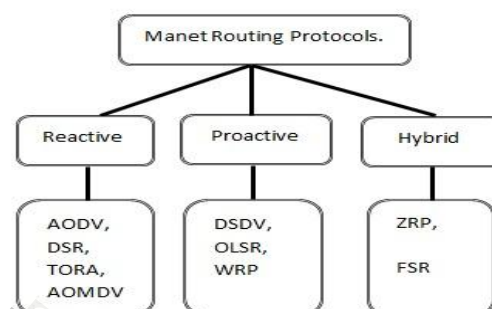 Manet Routing Protocols.
Reactive
Proactive
Hybrid
AODV,
DSR,
TORA,
AOMDV
DSDV,
OLSR,
WRP
ZRP,
FSR